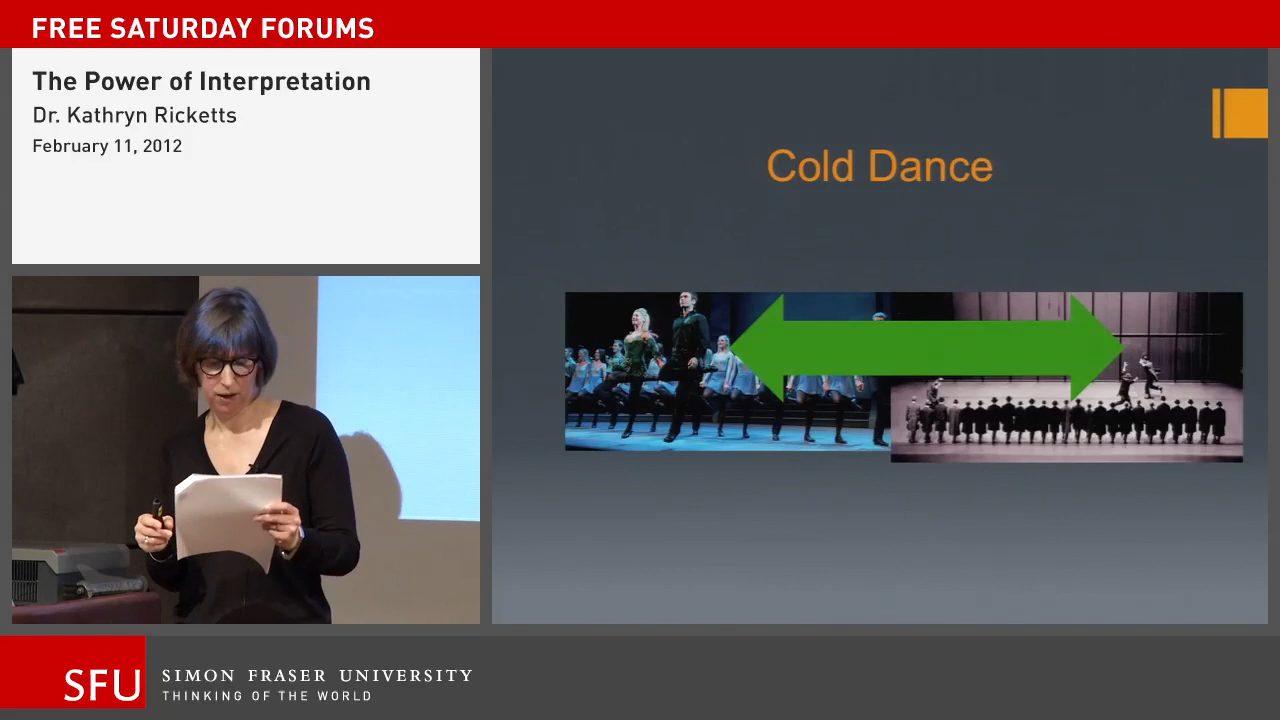 FREE SATURDAY FORUMS
The Power of Interpretation
Dr. Kathryn Ricketts
February 11, 2012
Cold Dance
SFU
SIMON FRASER UNIVERSITY
THINKING OF THE WORLD